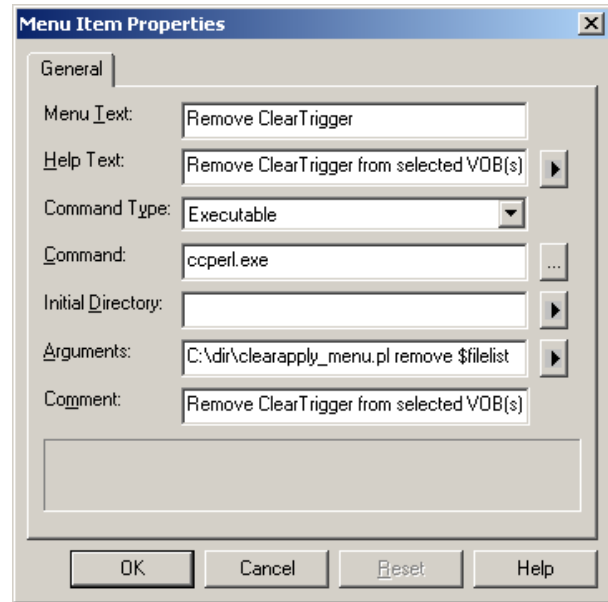 Menu Item Properties
General
Menu Text: Remove ClearTrigger
Help Text: Remove ClearTrigger from selected VOB(s)
Command Type: Executable
Command: ccperl.exe ...
Initial Directory:
Arguments: C:\dir\clearapply_menu.pl remove $filelist
Comment: Remove ClearTrigger from selected VOB(s)
OK Cancel Reset Help